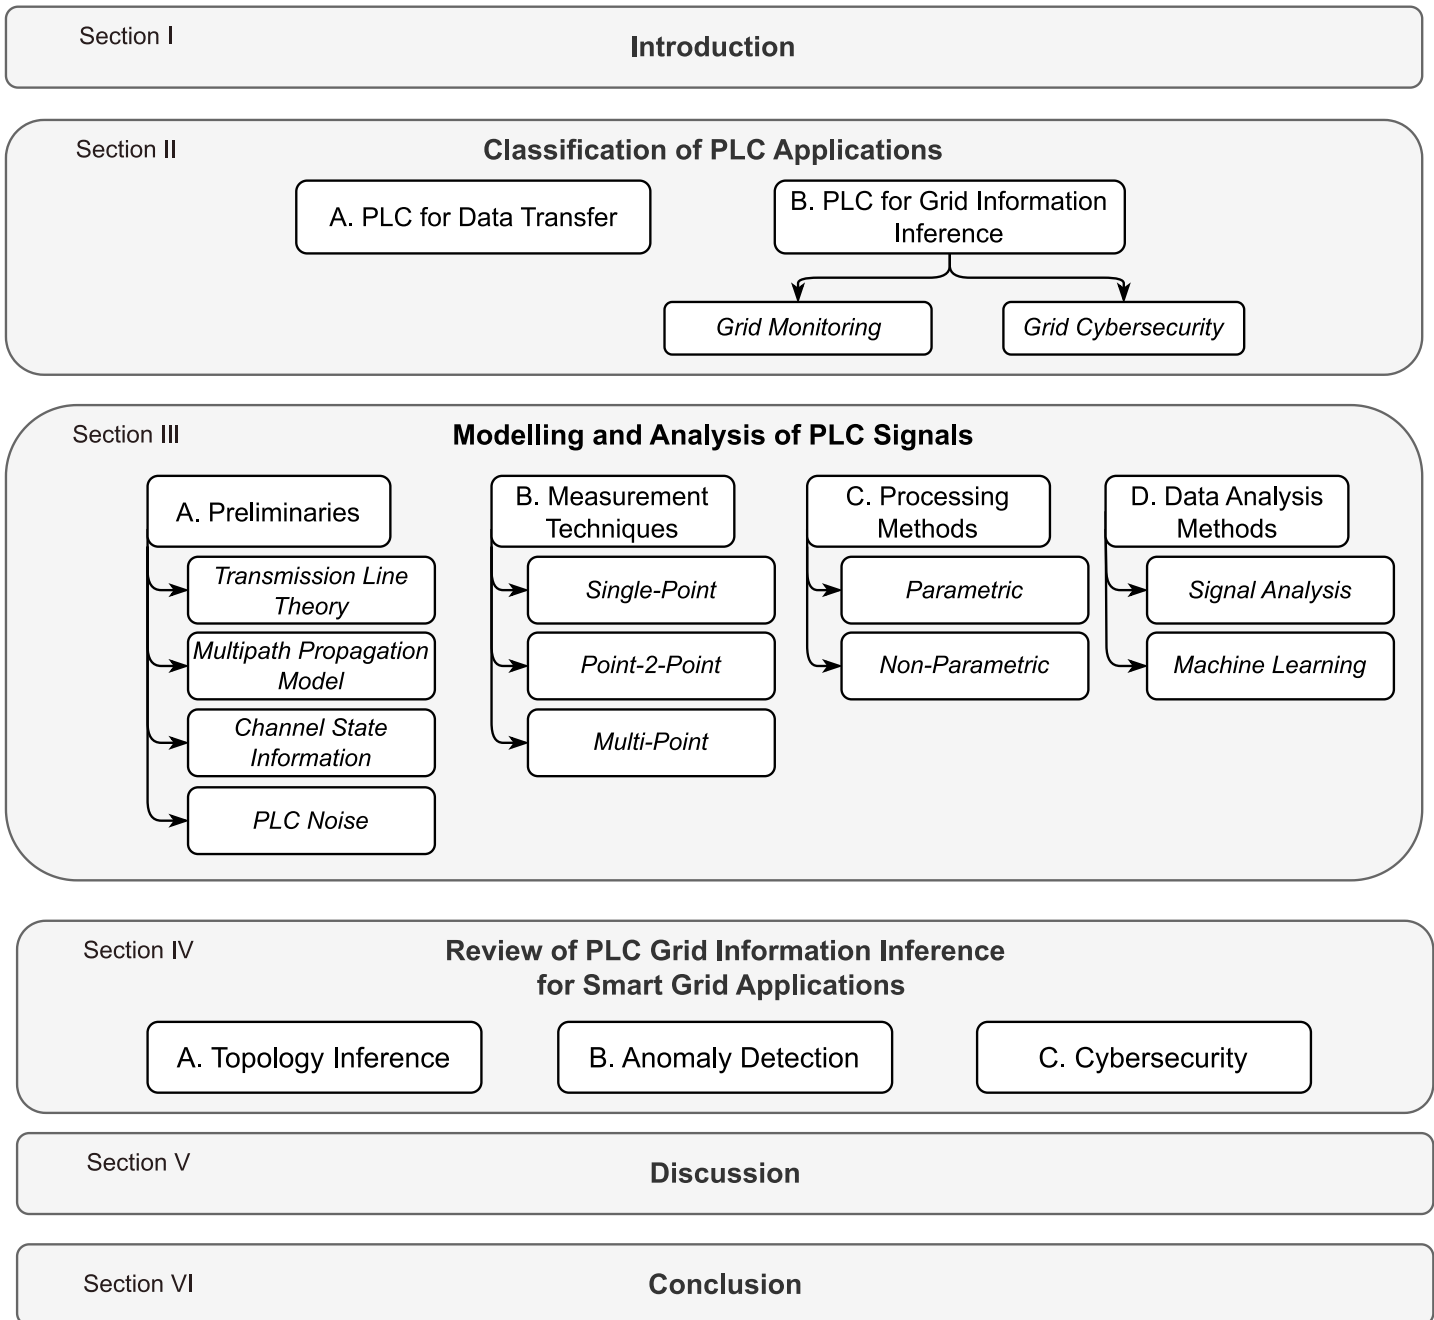 Section I
Introduction
Section II
Classification of PLC Applications
A. PLC for Data Transfer
B. PLC for Grid Information
Inference
Grid Monitoring
Grid Cybersecurity
Section III
Modelling and Analysis of PLC Signals
A. Preliminaries
Transmission Line
Theory
Multipath Propagation
Model
Channel State
Information
PLC Noise
B. Measurement
Techniques
Single-Point
Point-2-Point
Multi-Point
C. Processing
Methods
Parametric
Non-Parametric
D. Data Analysis
Methods
Signal Analysis
Machine Learning
Section IV
Review of PLC Grid Information Inference
for Smart Grid Applications
A. Topology Inference
B. Anomaly Detection
C. Cybersecurity
Section V
Discussion
Section VI
Conclusion